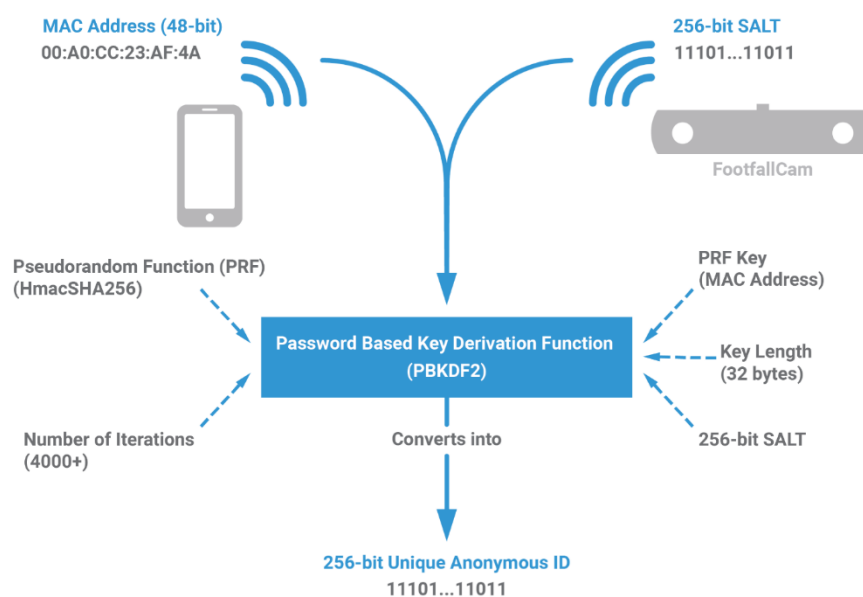 MAC Address (48-bit)
00:A0:CC:23:AF:4A
256-bit SALT
11101...11011
FootfallCam
Pseudorandom Function (PRF)
(HmacSHA256)
PRF Key
(MAC Address)
Password Based Key Derivation Function
(PBKDF2)
Key Length
(32 bytes)
Number of Iterations
(4000+)
Converts into
256-bit SALT
256-bit Unique Anonymous ID
11101...11011